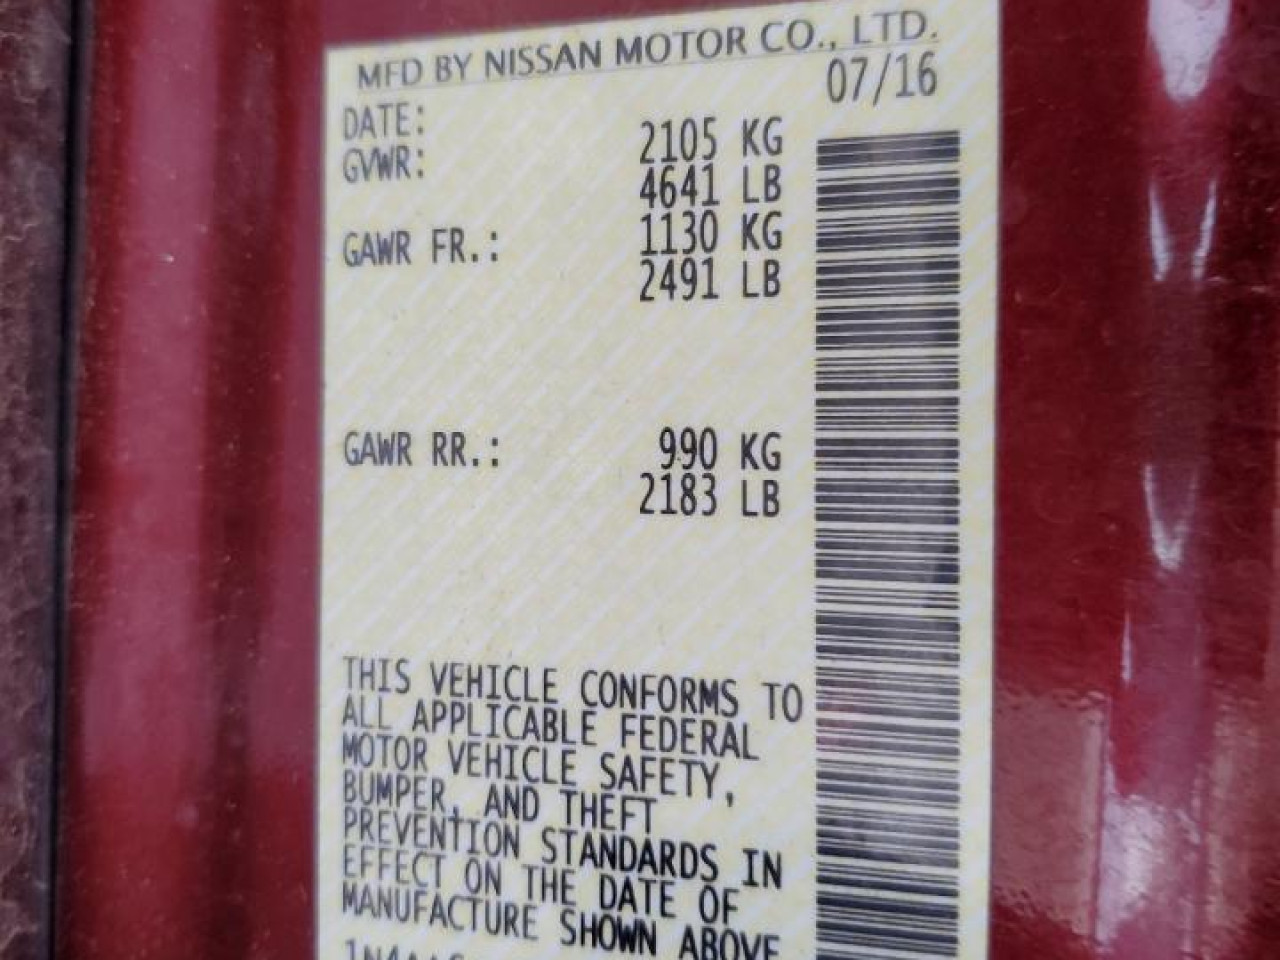 MFD BY NISSAN MOTOR CO., LTD.
DATE: 07/16
GVWR: 2105 KG
4641 LB
GAWR FR.: 1130 KG
2491 LB
GAWR RR.: 990 KG
2183 LB
THIS VEHICLE CONFORMS TO
ALL APPLICABLE FEDERAL
MOTOR VEHICLE SAFETY,
BUMPER, AND THEFT
PREVENTION STANDARDS IN
EFFECT ON THE DATE OF
MANUFACTURE SHOWN ABOVE